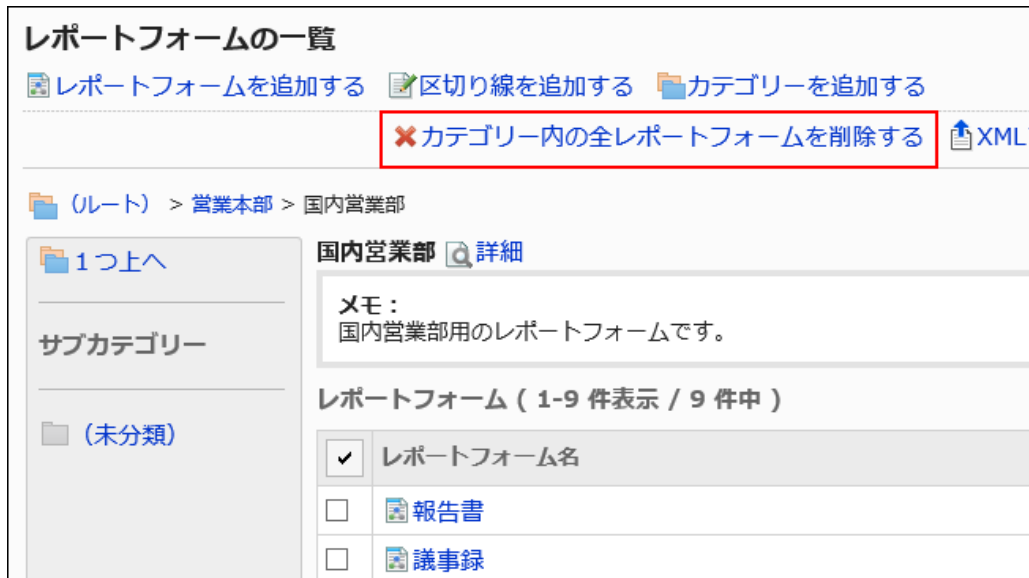 レポートフォームの一覧
レポートフォームを追加する 区切り線を追加する カテゴリーを追加する
カテゴリー内の全レポートフォームを削除する XML
(ルート) > 営業本部 > 国内営業部
1つ上へ
サブカテゴリー
(未分類)
国内営業部 詳細
メモ：
国内営業部用のレポートフォームです。
レポートフォーム ( 1-9 件表示 / 9 件中 )
レポートフォーム名
報告書
議事録